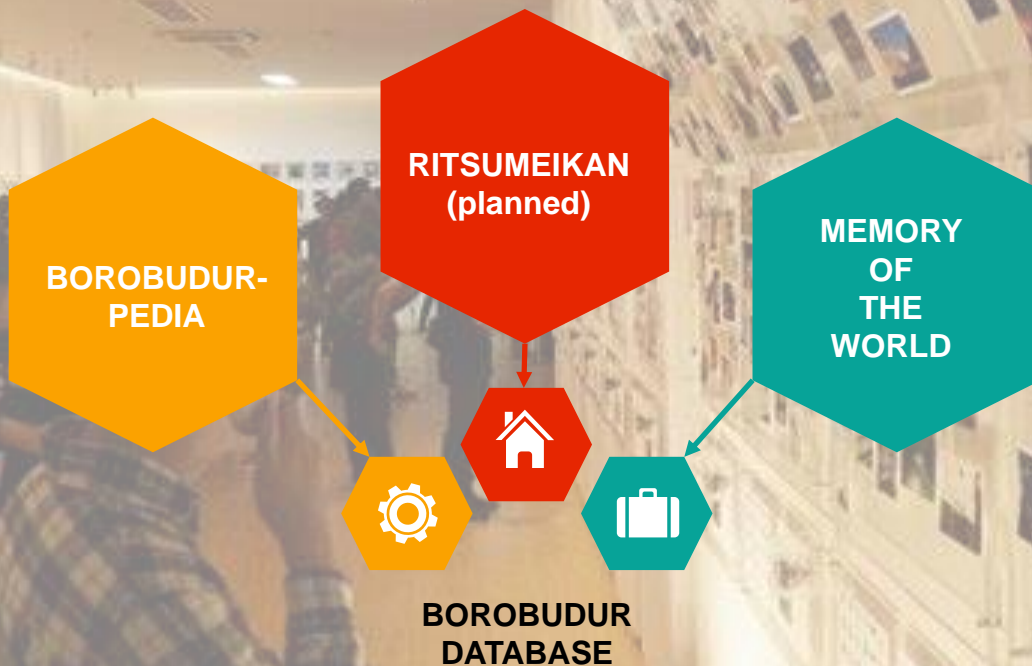 BOROBUDUR-
PEDIA
RITSUMEIKAN
(planned)
MEMORY
OF
THE
WORLD
BOROBUDUR
DATABASE